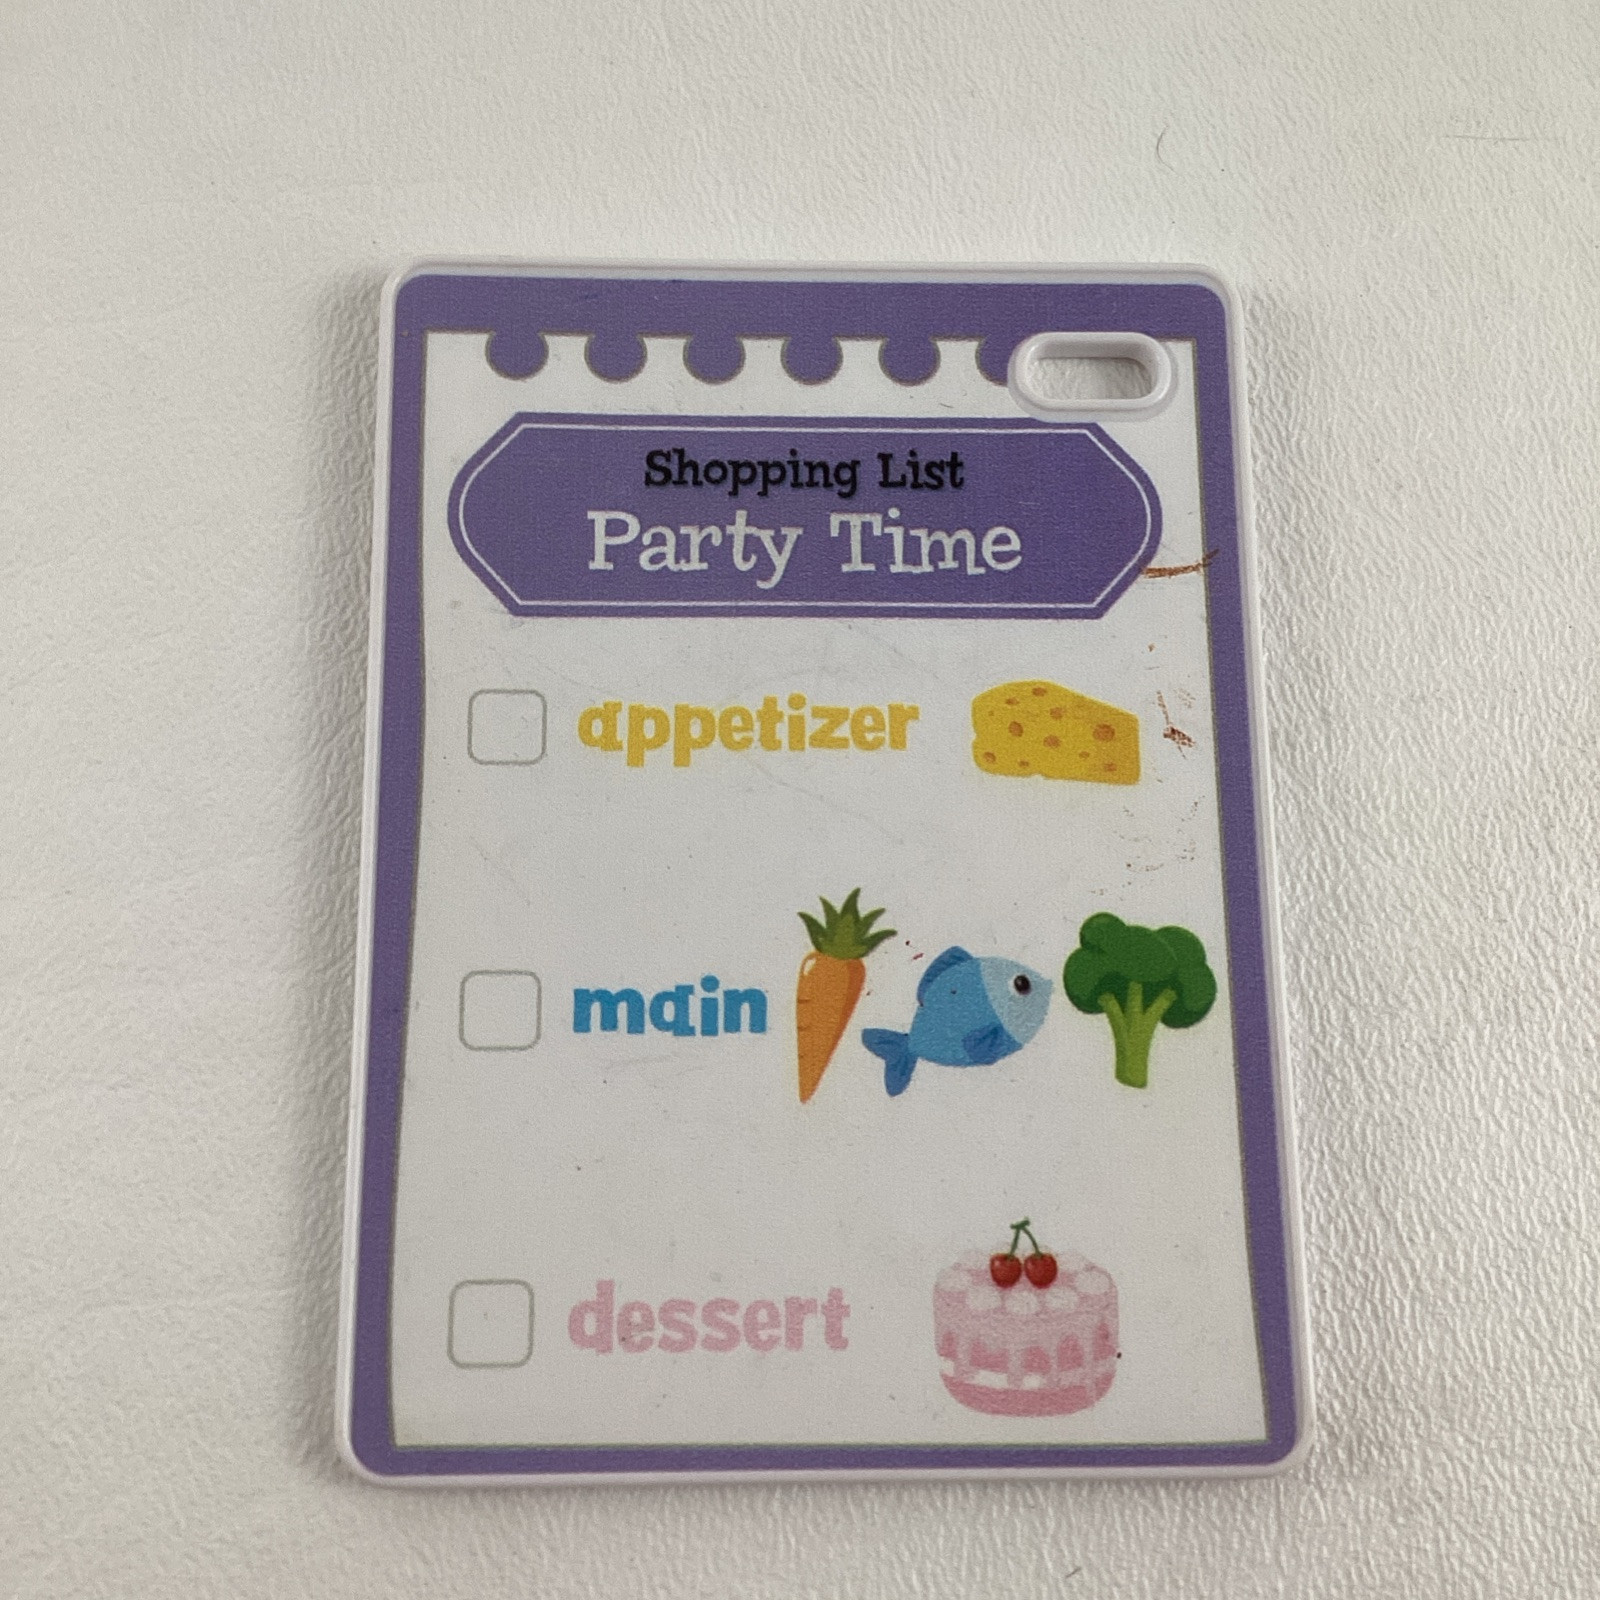 Shopping List
Party Time
appetizer
main
dessert